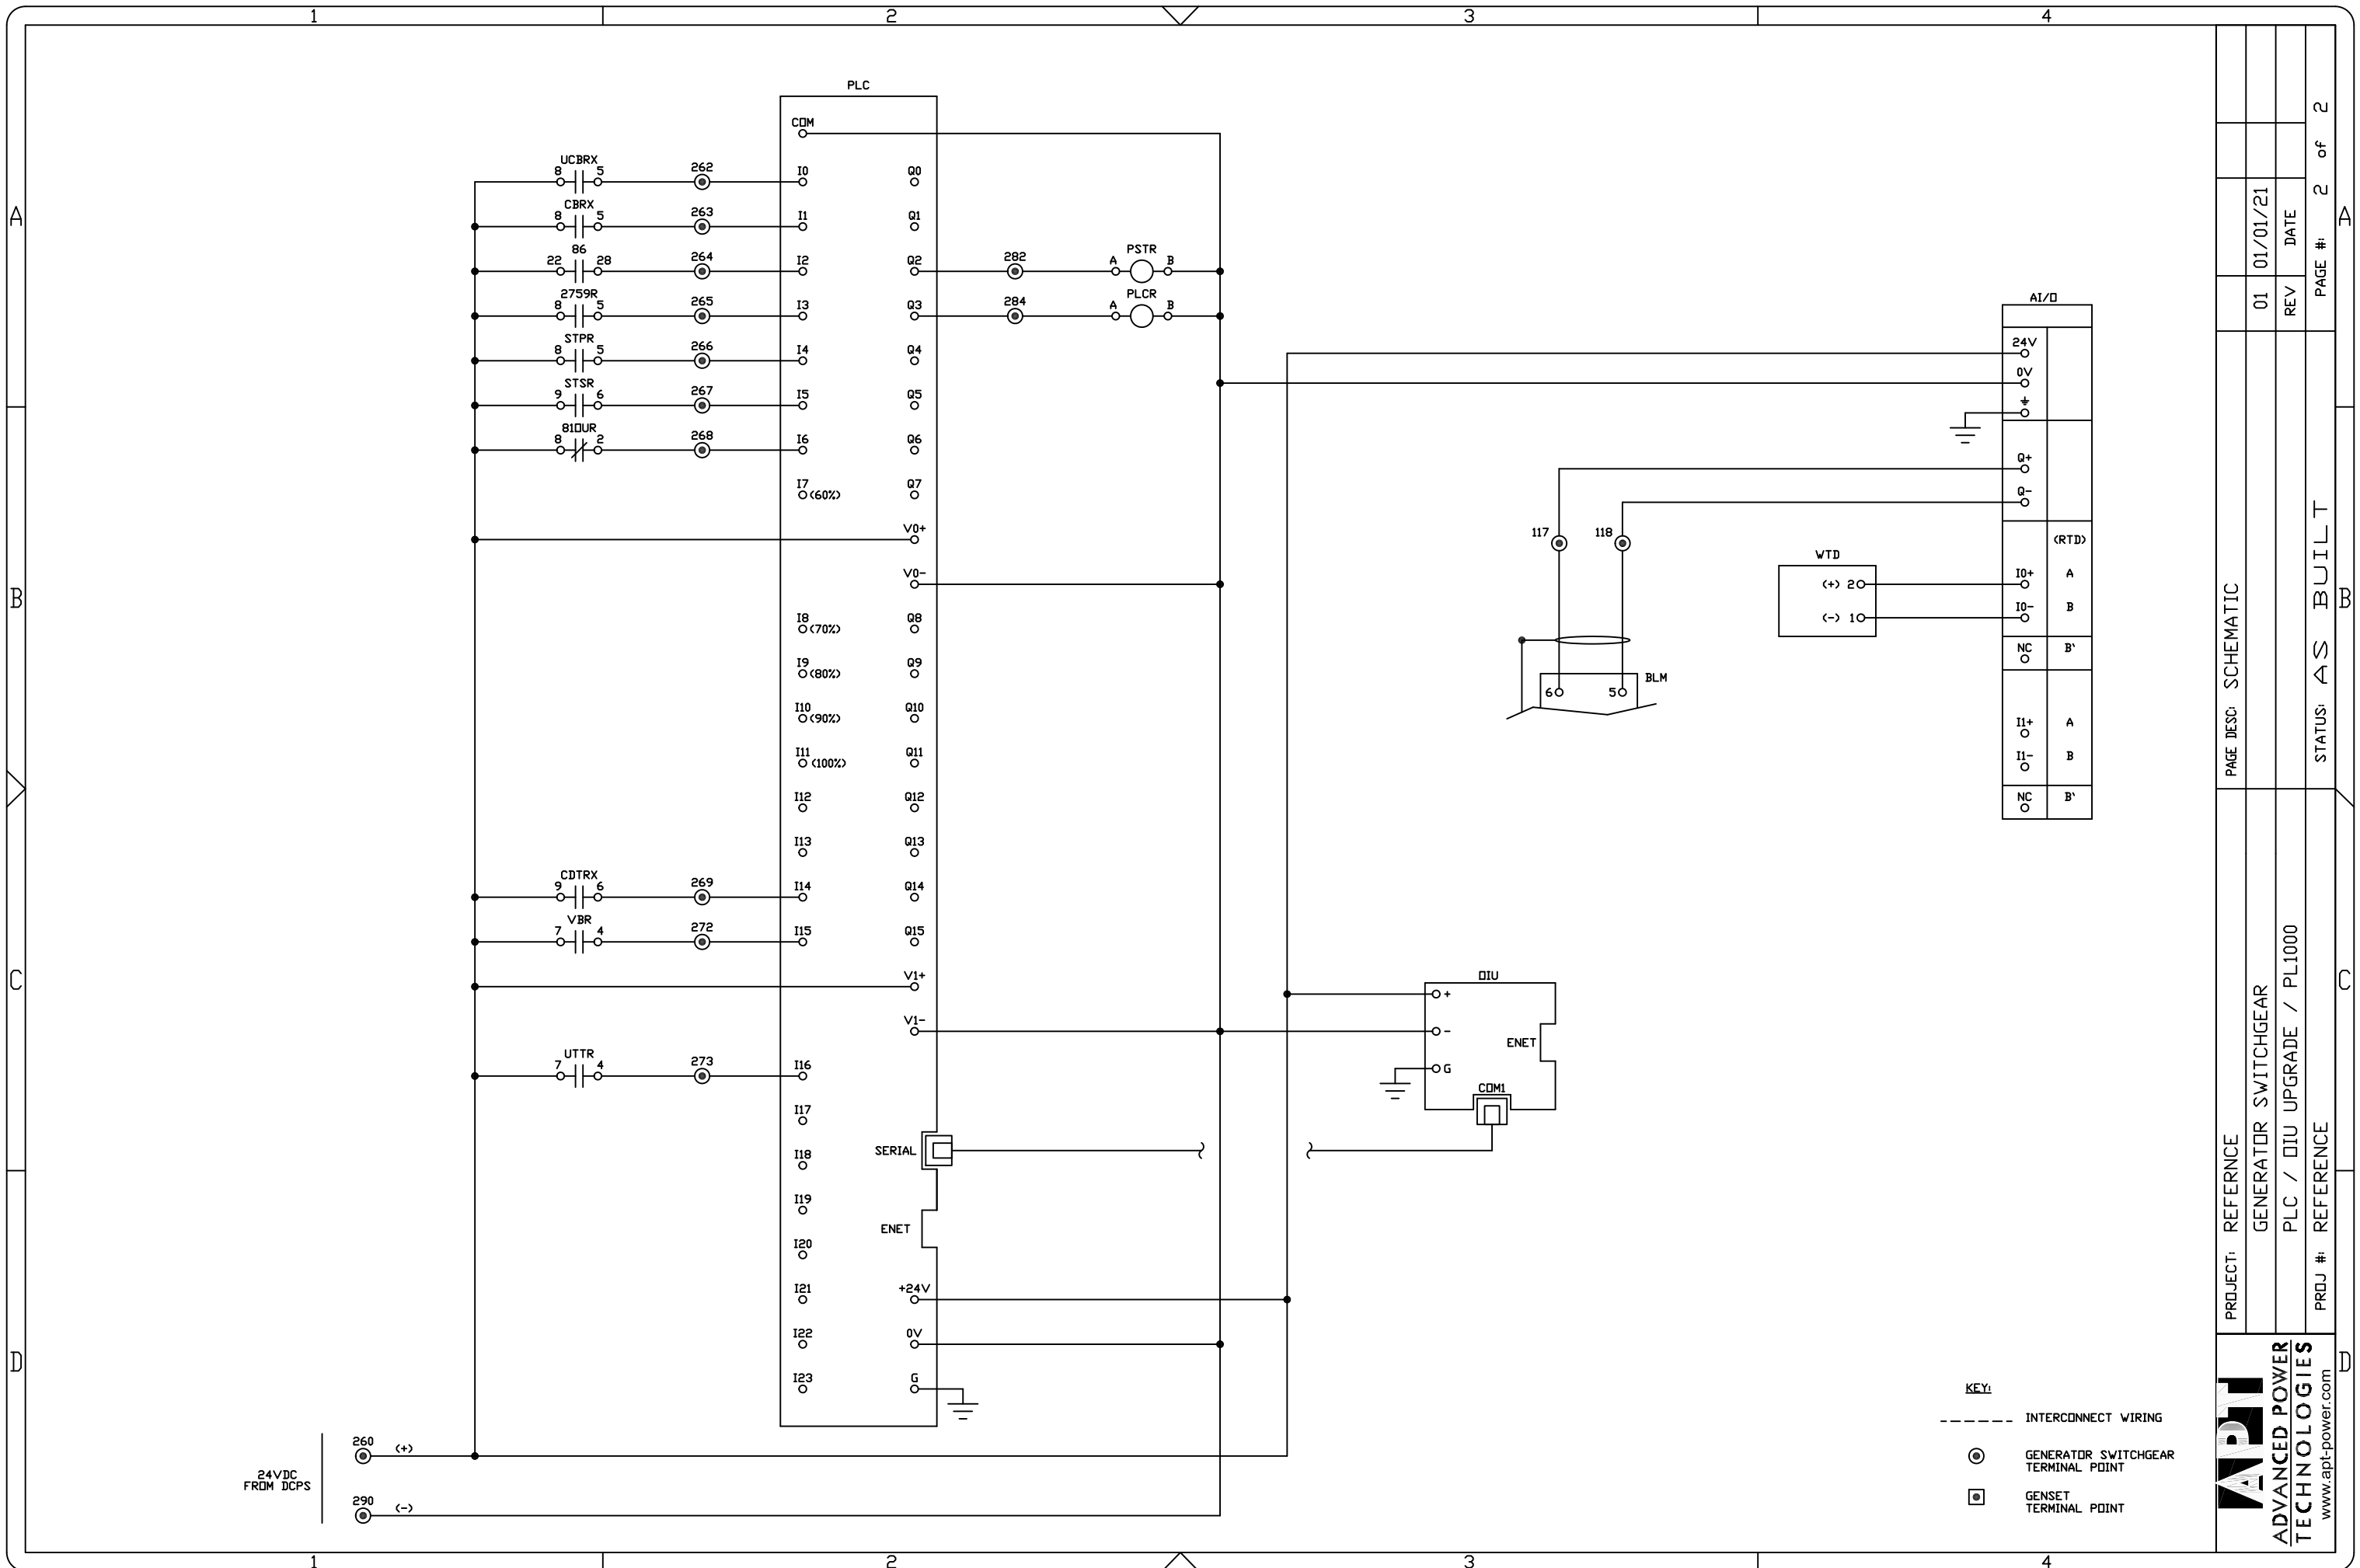 1 2 3 4
PLC
COM
UCBRX
8 5 262 I0 Q0
CBRX
8 5 263 I1 Q1
86
22 28 264 I2 Q2 282 A PSTR B
2759R
8 5 265 I3 Q3 284 A PLCR B
STPR
8 5 266 I4 Q4
STSR
9 6 267 I5 Q5
810UR
8 2 268 I6 Q6
I7 (60%) Q7
V0+
V0-
I8 (70%) Q8
I9 (80%) Q9
I10 (90%) Q10
I11 (100%) Q11
I12 Q12
I13 Q13
CDTRX
9 6 269 I14 Q14
VBR
7 4 272 I15 Q15
V1+
V1-
UTTR
7 4 273 I16
I17
SERIAL I18
I19
ENET
I20
I21 +24V
I22 0V
I23 G
24VDC
FROM DCPS
260 (+)
290 (-)
AI/O
24V
0V
Q+
Q-
(RTD)
I0+ A
I0- B
NC B'
I1+ A
I1- B
NC B'
117 118
WTD
(+) 2
(-) 1
6 5 BLM
OIU
+
-
ENET
G
COM1
KEY:
INTERCONNECT WIRING
GENERATOR SWITCHGEAR
TERMINAL POINT
GENSET
TERMINAL POINT
A A
B B
C C
D D
PROJECT: REFERNCE
GENERATOR SWITCHGEAR
PLC / OIU UPGRADE / PL1000
PROJ #: REFERENCE
PAGE DESC: SCHEMATIC
STATUS: AS BUILT
01 01/01/21
REV DATE
PAGE #: 2 of 2
APT
ADVANCED POWER
TECHNOLOGIES
www.apt-power.com
1 2 3 4